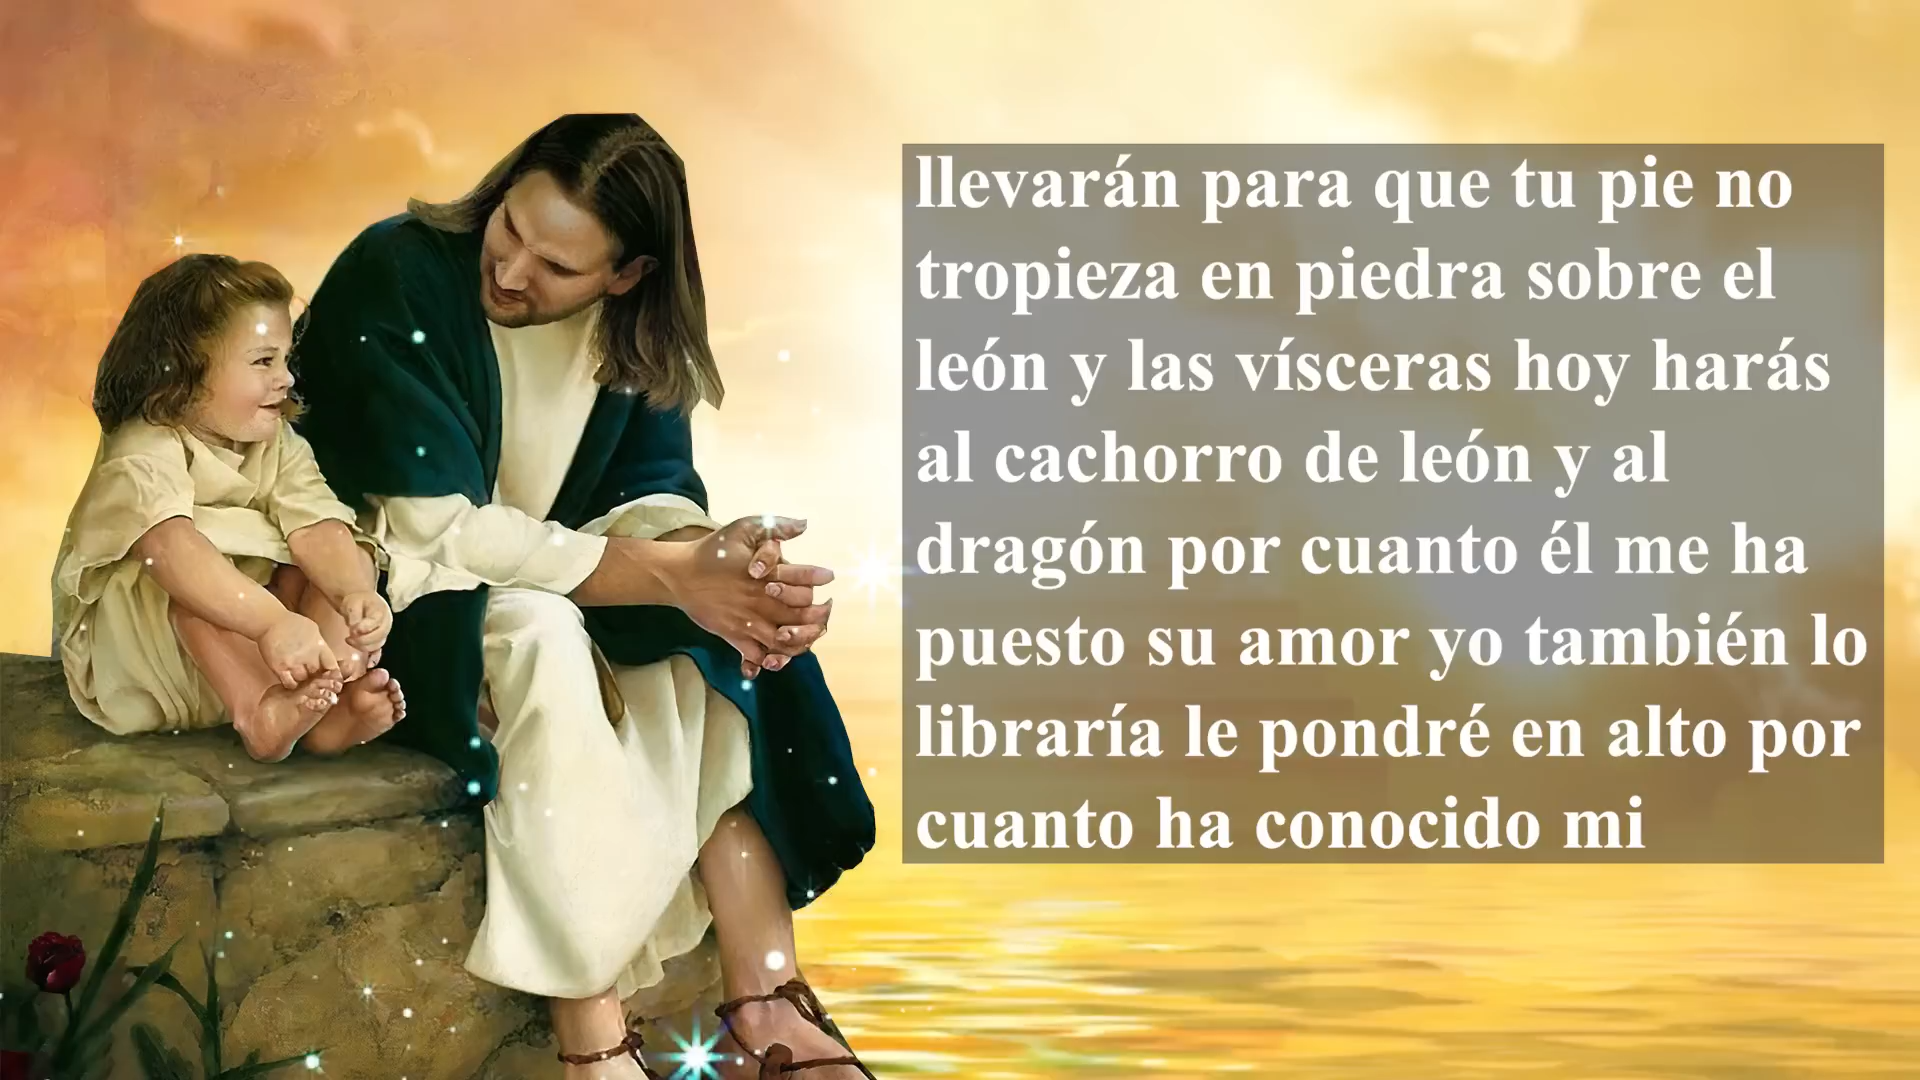 llevarán para que tu pie no
tropieza en piedra sobre el
león y las vísceras hoy harás
al cachorro de león y al
dragón por cuanto él me ha
puesto su amor yo también lo
libraría le pondré en alto por
cuanto ha conocido mi